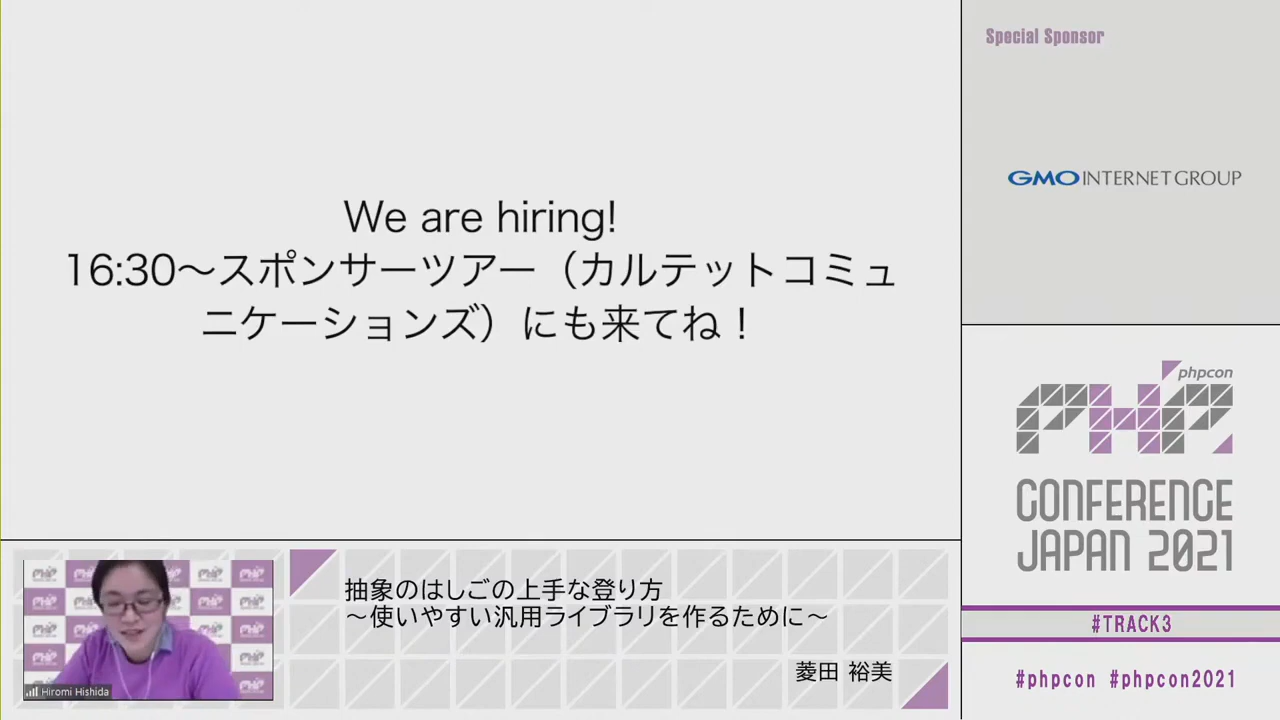 We are hiring!
16:30〜スポンサーツアー（カルテットコミュ
ニケーションズ）にも来てね！
Special Sponsor
GMO INTERNET GROUP
phpcon
PHP
CONFERENCE
JAPAN 2021
#TRACK3
#phpcon #phpcon2021
抽象のはしごの上手な登り方
〜使いやすい汎用ライブラリを作るために〜
菱田 裕美
Hiromi Hishida